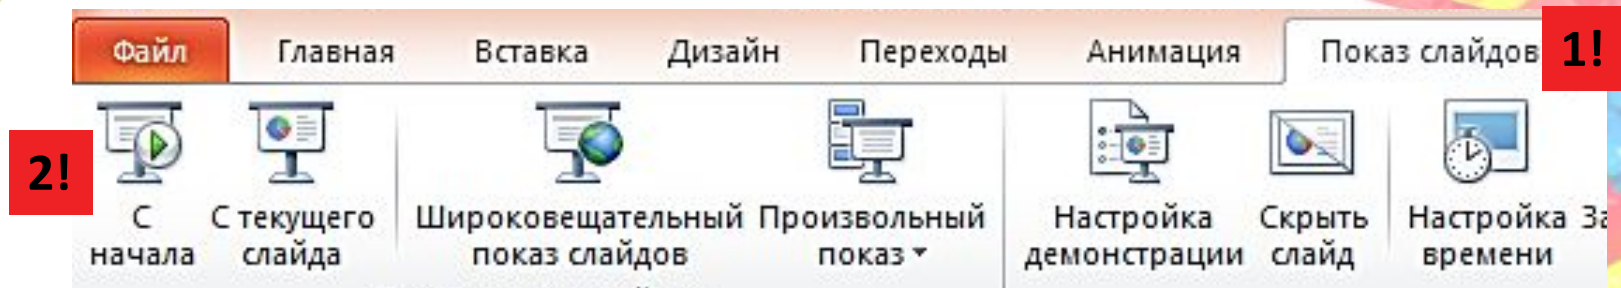 Файл Главная Вставка Дизайн Переходы Анимация Показ слайдов 1!
2!
С начала
С текущего слайда
Широковещательный показ слайдов
Произвольный показ
Настройка демонстрации
Скрыть слайд
Настройка времени